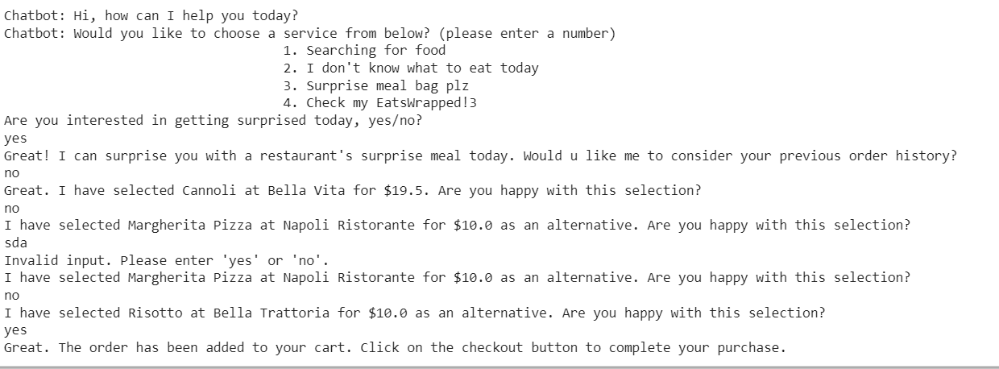 Chatbot: Hi, how can I help you today?
Chatbot: Would you like to choose a service from below? (please enter a number)
1. Searching for food
2. I don't know what to eat today
3. Surprise meal bag plz
4. Check my EatsWrapped!3
Are you interested in getting surprised today, yes/no?
yes
Great! I can surprise you with a restaurant's surprise meal today. Would u like me to consider your previous order history?
no
Great. I have selected Cannoli at Bella Vita for $19.5. Are you happy with this selection?
no
I have selected Margherita Pizza at Napoli Ristorante for $10.0 as an alternative. Are you happy with this selection?
sda
Invalid input. Please enter 'yes' or 'no'.
I have selected Margherita Pizza at Napoli Ristorante for $10.0 as an alternative. Are you happy with this selection?
no
I have selected Risotto at Bella Trattoria for $10.0 as an alternative. Are you happy with this selection?
yes
Great. The order has been added to your cart. Click on the checkout button to complete your purchase.